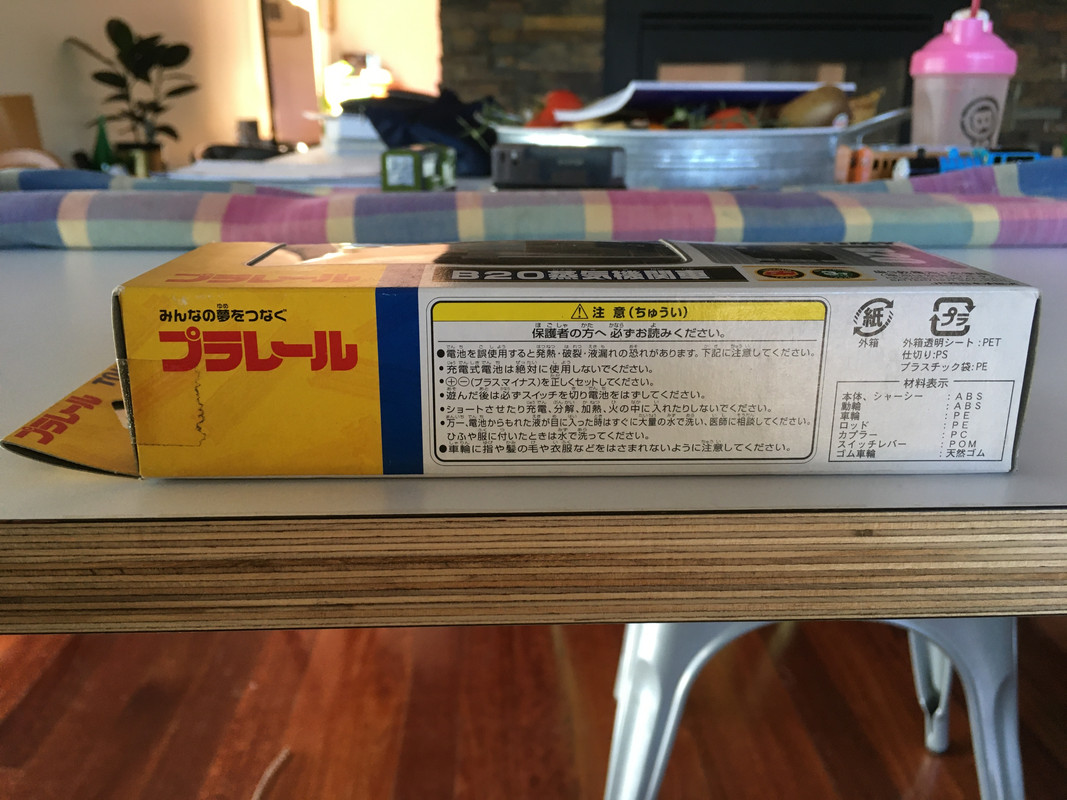 プラレール
B20蒸気機関車
みんなの夢をつなぐ
プラレール
プラレール
注意(ちゅうい)
保護者の方へ必ずお読みください。
●電池を誤使用すると発熱・破裂・液漏れの恐れがあります。下記に注意してください。
・充電式電池は絶対に使用しないでください。
・⊕⊖(プラスマイナス)を正しくセットしてください。
・遊んだ後は必ずスイッチを切り電池をはずしてください。
・ショートさせたり充電、分解、加熱、火の中に入れたりしないでください。
・万一、電池からもれた液が目に入った時はすぐに大量の水で洗い、医師に相談してください。
ひふや服に付いたときは水で洗ってください。
●車輪に指や髪の毛や衣服などをはさまれないように注意してください。
紙
外箱
プラ
外箱透明シート:PET
仕切り:PS
プラスチック袋:PE
材料表示
本体、シャーシー :ABS
動輪 :ABS
車輪 :PE
ロッド :PE
カプラー :PC
スイッチレバー :POM
ゴム車輪 :天然ゴム